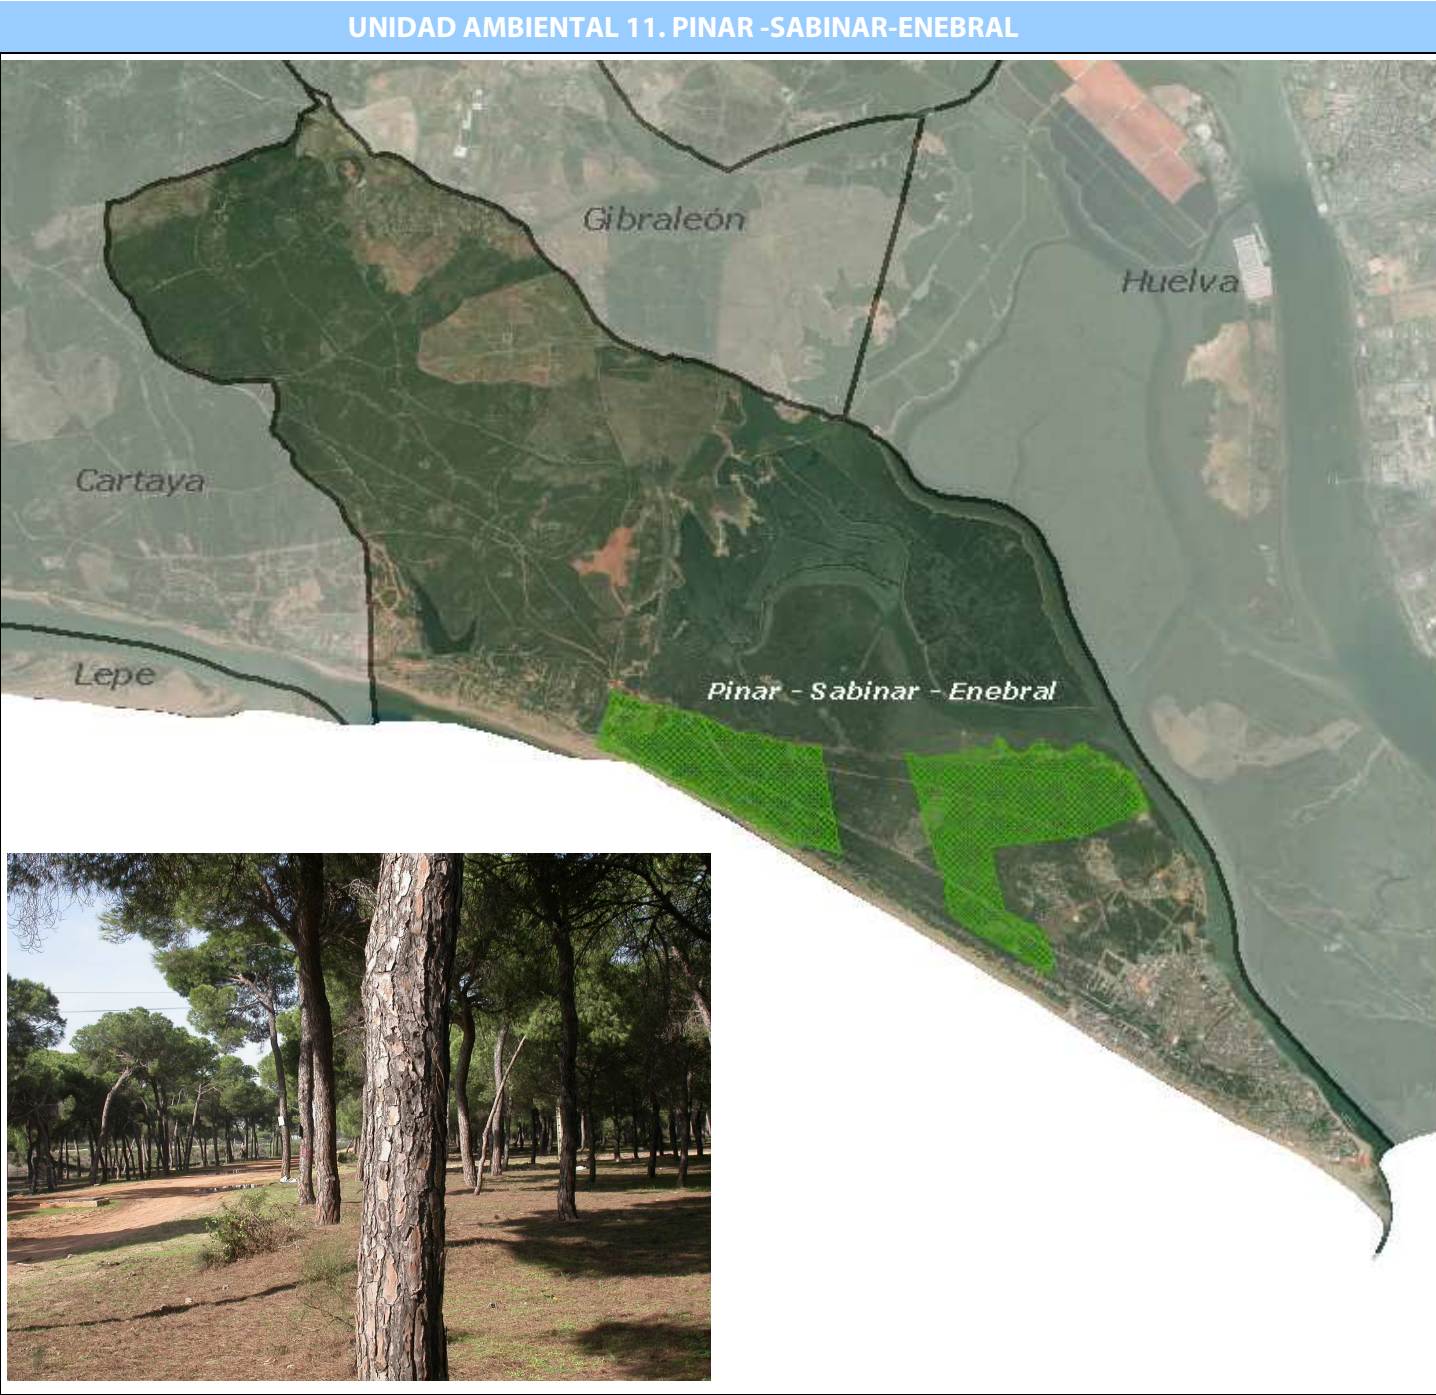 UNIDAD AMBIENTAL 11. PINAR -SABINAR-ENEBRAL
Gibraleón
Huelva
Cartaya
Lepe
Pinar - Sabinar - Enebral